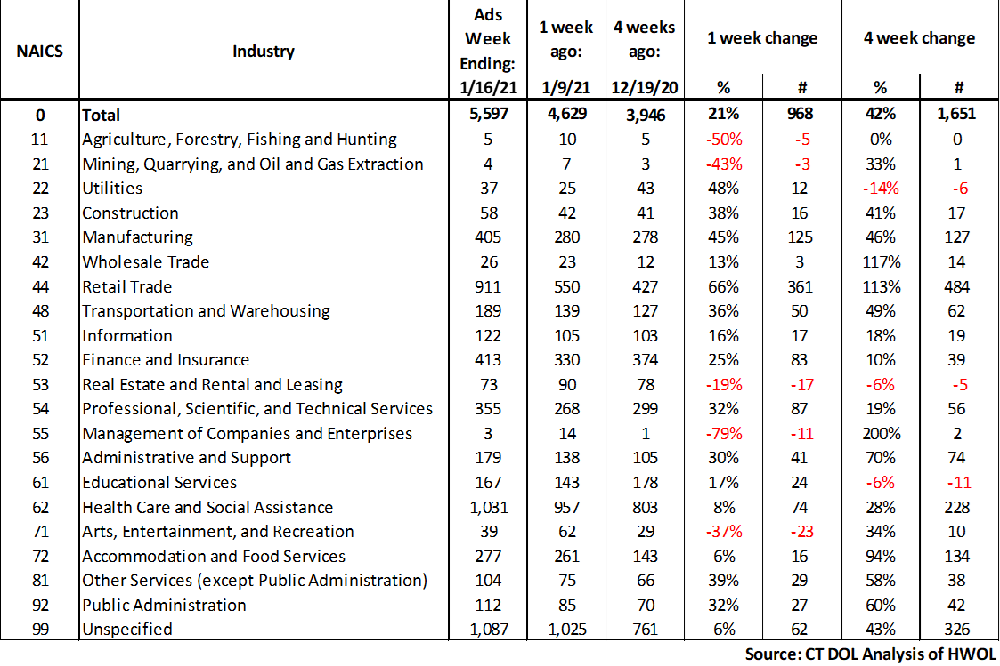 NAICS Industry Ads Week Ending: 1/16/21 1 week ago: 1/9/21 4 weeks ago: 12/19/20 1 week change % # 4 week change % #
0 Total 5,597 4,629 3,946 21% 968 42% 1,651
11 Agriculture, Forestry, Fishing and Hunting 5 10 5 -50% -5 0% 0
21 Mining, Quarrying, and Oil and Gas Extraction 4 7 3 -43% -3 33% 1
22 Utilities 37 25 43 48% 12 -14% -6
23 Construction 58 42 41 38% 16 41% 17
31 Manufacturing 405 280 278 45% 125 46% 127
42 Wholesale Trade 26 23 12 13% 3 117% 14
44 Retail Trade 911 550 427 66% 361 113% 484
48 Transportation and Warehousing 189 139 127 36% 50 49% 62
51 Information 122 105 103 16% 17 18% 19
52 Finance and Insurance 413 330 374 25% 83 10% 39
53 Real Estate and Rental and Leasing 73 90 78 -19% -17 -6% -5
54 Professional, Scientific, and Technical Services 355 268 299 32% 87 19% 56
55 Management of Companies and Enterprises 3 14 1 -79% -11 200% 2
56 Administrative and Support 179 138 105 30% 41 70% 74
61 Educational Services 167 143 178 17% 24 -6% -11
62 Health Care and Social Assistance 1,031 957 803 8% 74 28% 228
71 Arts, Entertainment, and Recreation 39 62 29 -37% -23 34% 10
72 Accommodation and Food Services 277 261 143 6% 16 94% 134
81 Other Services (except Public Administration) 104 75 66 39% 29 58% 38
92 Public Administration 112 85 70 32% 27 60% 42
99 Unspecified 1,087 1,025 761 6% 62 43% 326
Source: CT DOL Analysis of HWOL